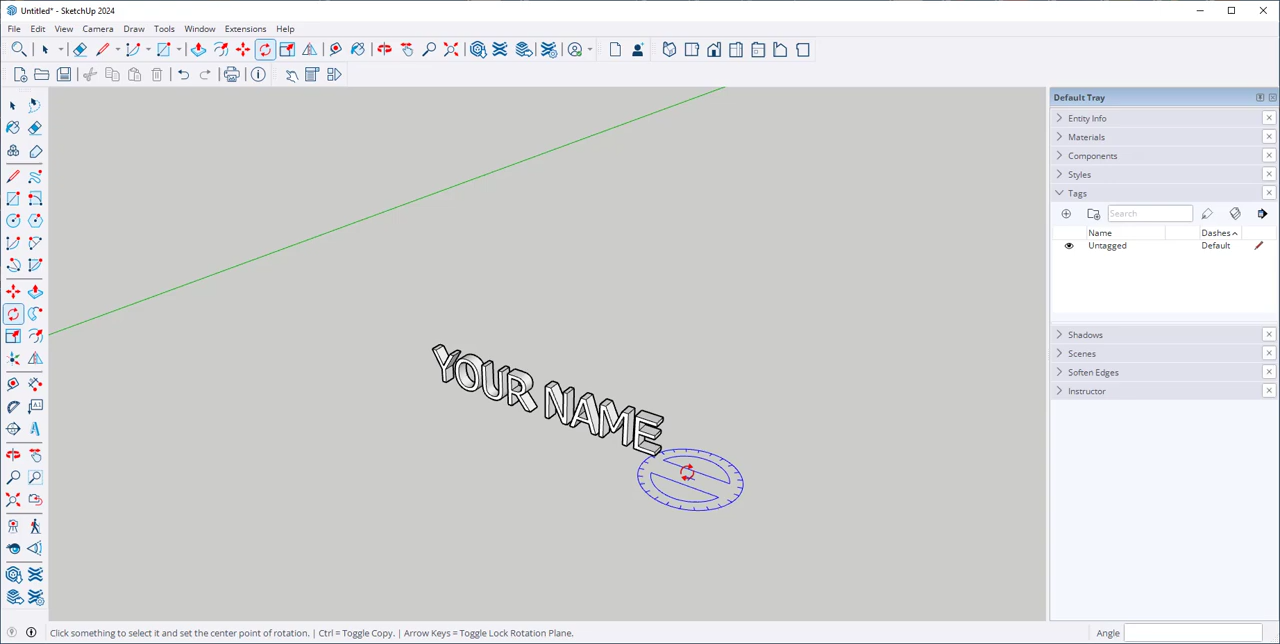 Untitled* - SketchUp 2024
File Edit View Camera Draw Tools Window Extensions Help
Default Tray
Entity Info
Materials
Components
Styles
Tags
Search
Name Dashes
Untagged Default
Shadows
Scenes
Soften Edges
Instructor
YOUR NAME
Click something to select it and set the center point of rotation. | Ctrl = Toggle Copy. | Arrow Keys = Toggle Lock Rotation Plane.
Angle